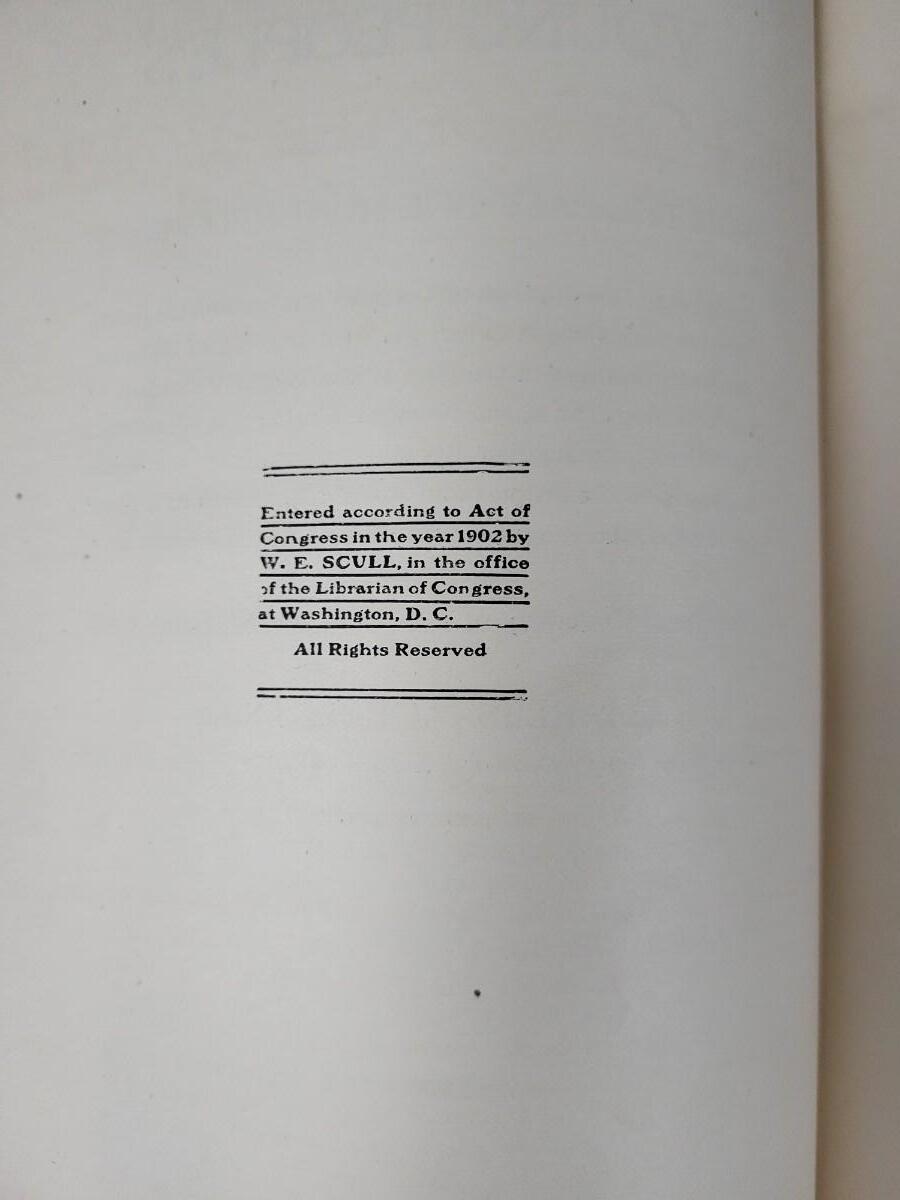 Entered according to Act of
Congress in the year 1902 by
W. E. SCULL, in the office
of the Librarian of Congress,
at Washington, D. C.
All Rights Reserved